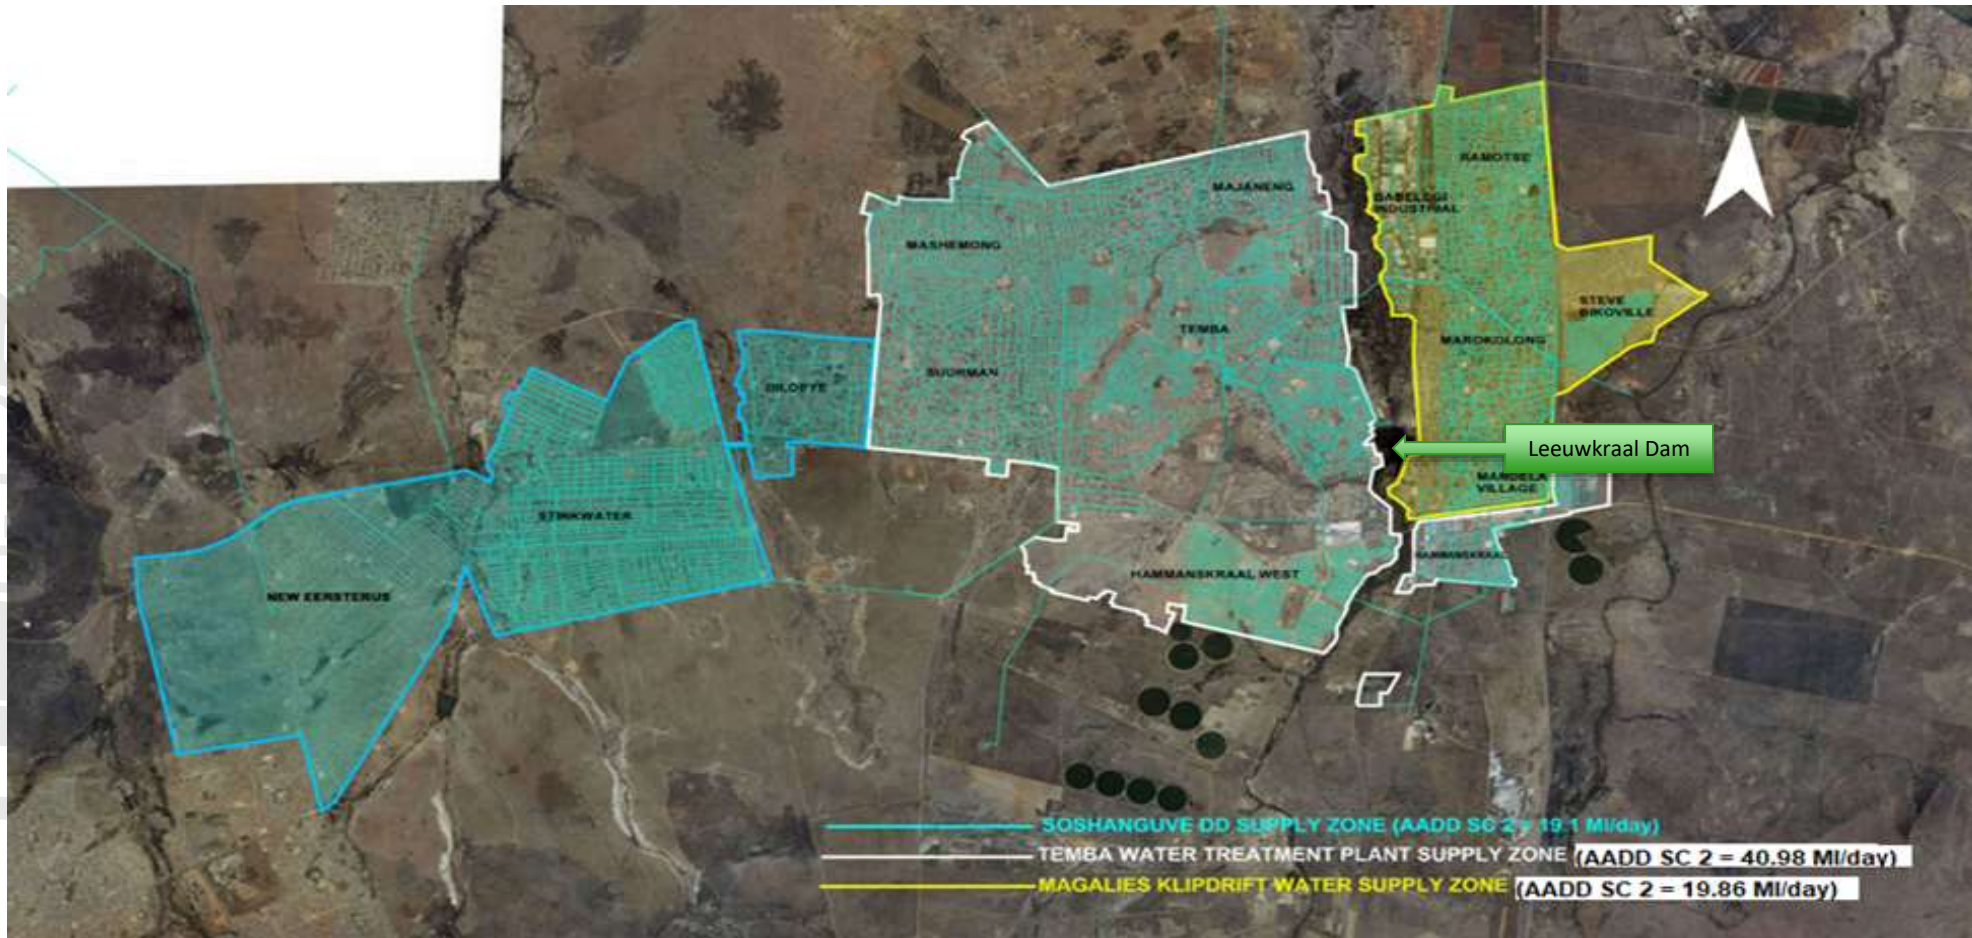 RAMOTSE
MAJANENG
BABELEGI
INDUSTRIAL
MASHEMONG
STEVE
BIKOVILLE
TEMBA
MAROKOLONG
SUURMAN
DILOPYE
Leeuwkraal Dam
MANDELA
VILLAGE
STINKWATER
HAMMANSKRAAL
HAMMANSKRAAL WEST
NEW EERSTERUS
SOSHANGUVE DD SUPPLY ZONE (AADD SC 2 = 19.1 Ml/day)
TEMBA WATER TREATMENT PLANT SUPPLY ZONE (AADD SC 2 = 40.98 Ml/day)
MAGALIES KLIPDRIFT WATER SUPPLY ZONE (AADD SC 2 = 19.86 Ml/day)